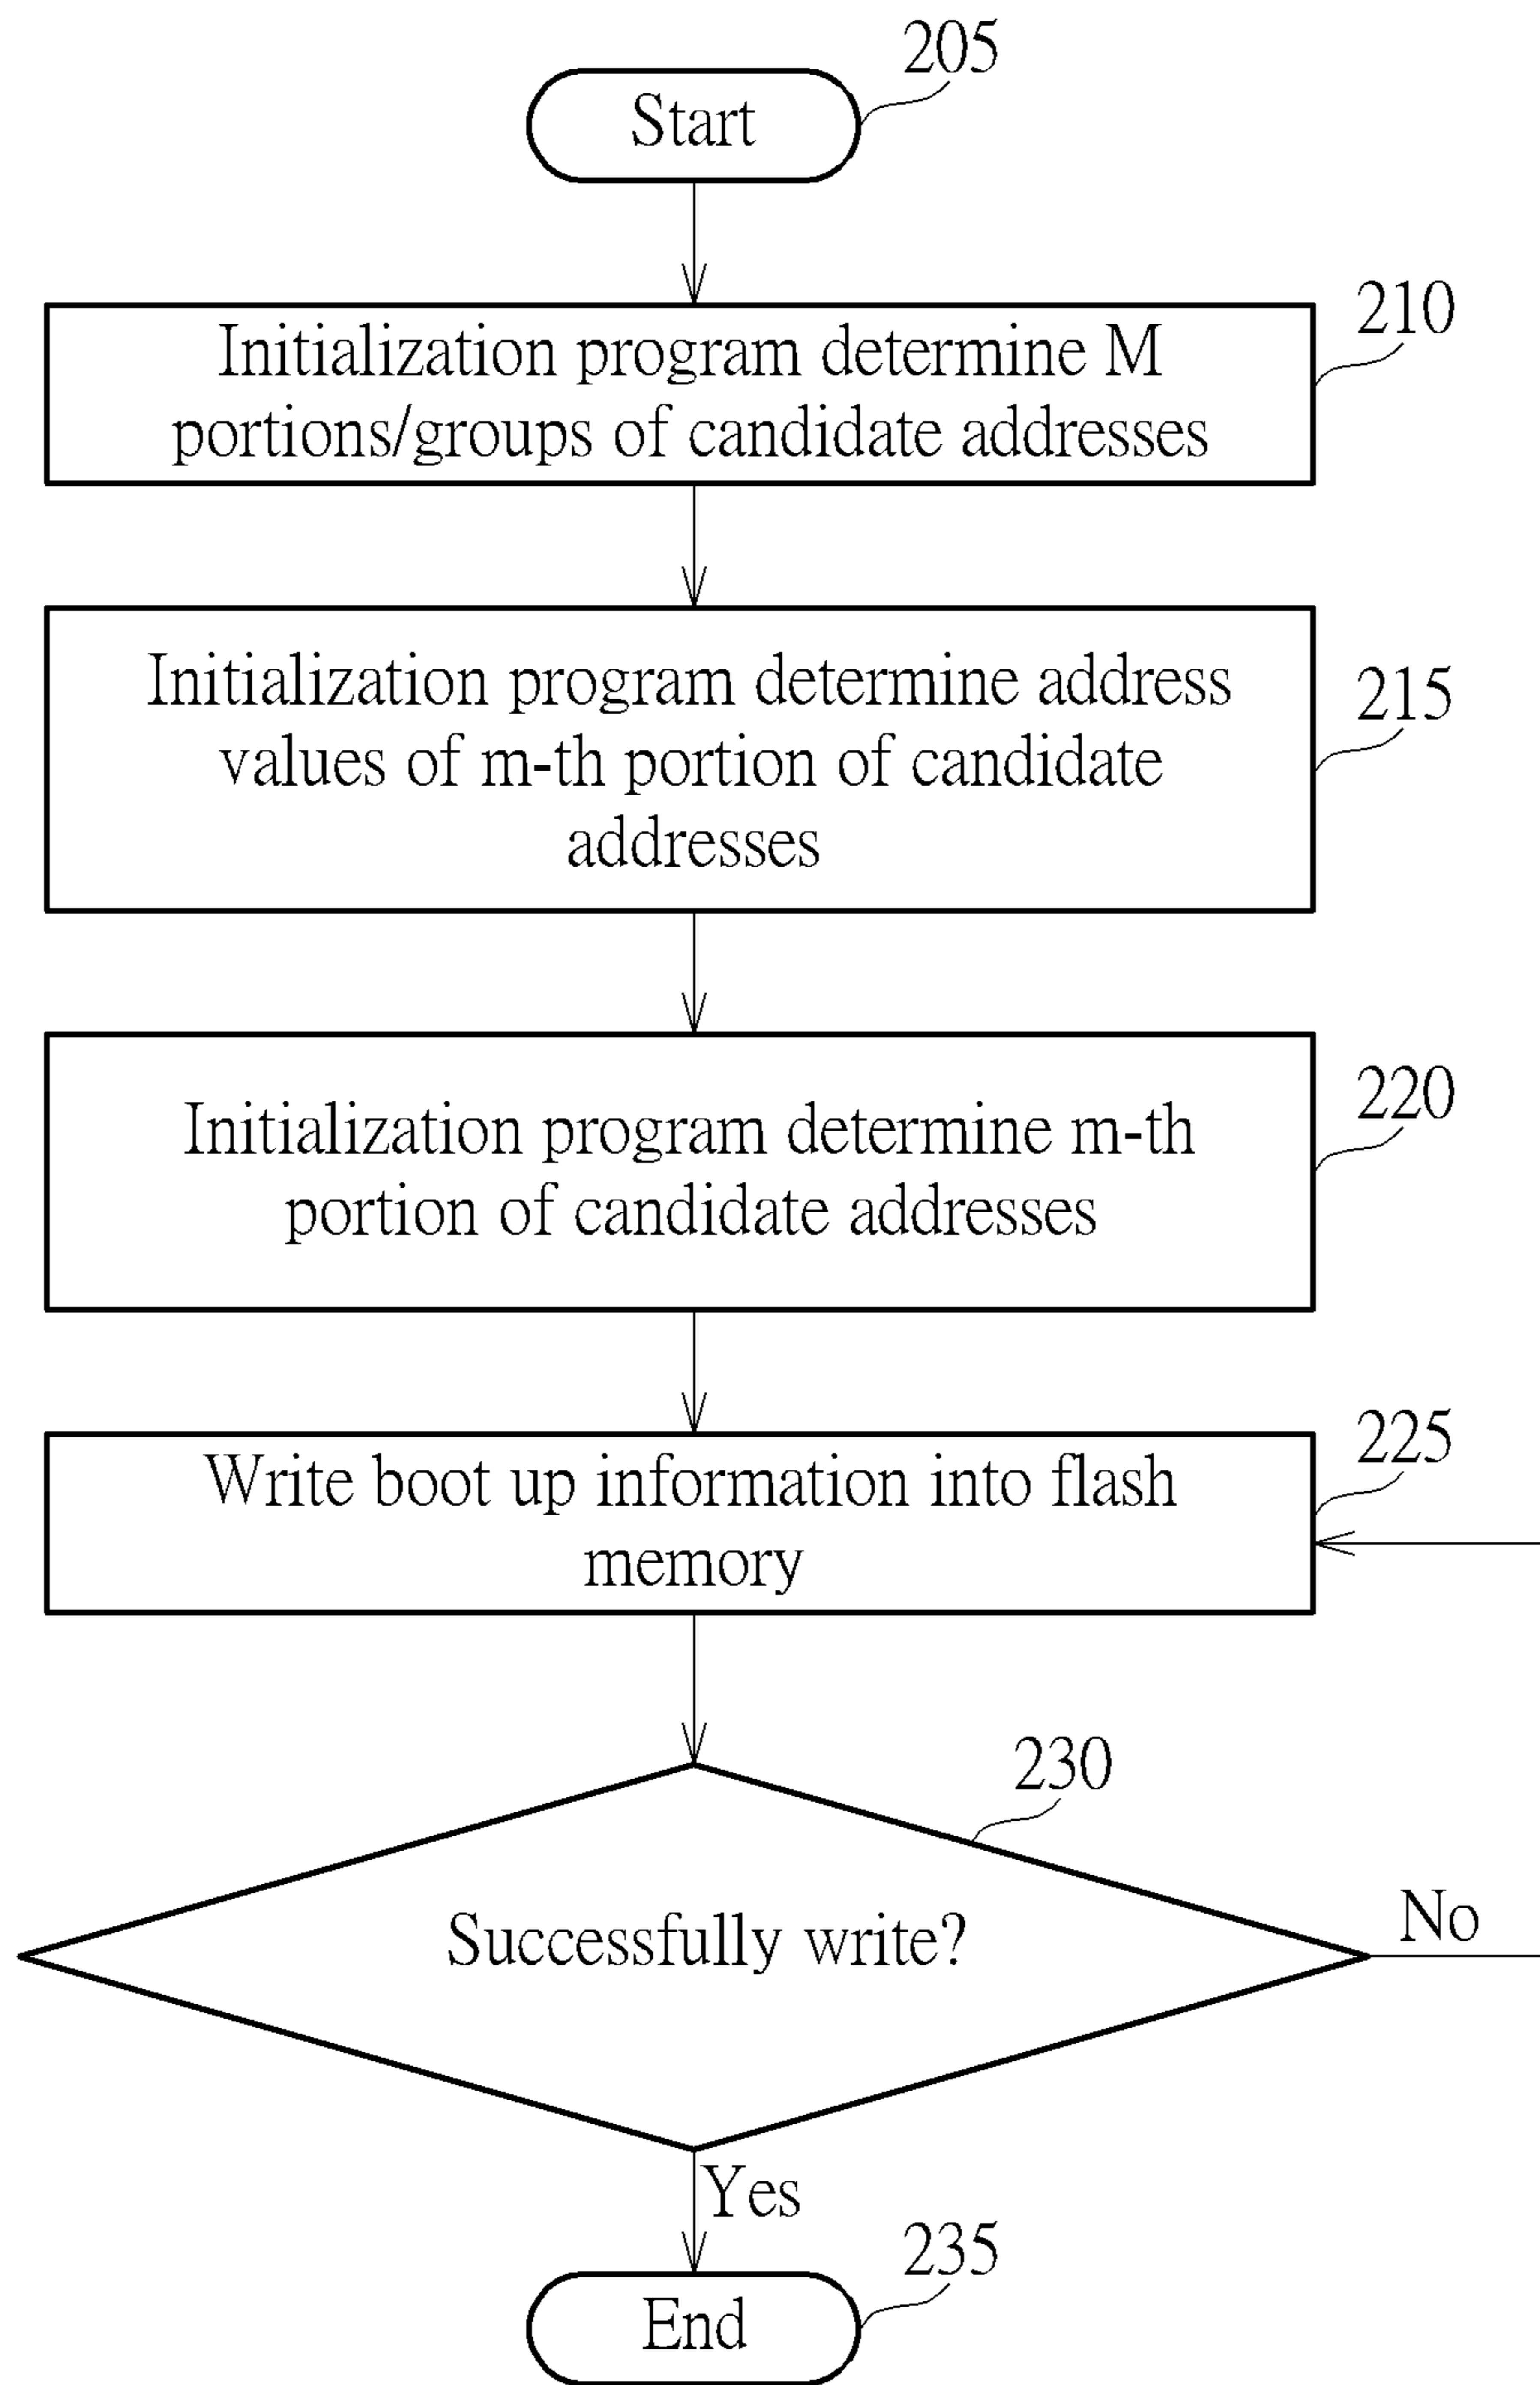 205
Start
210
Initialization program determine M
portions/groups of candidate addresses
215
Initialization program determine address
values of m-th portion of candidate
addresses
220
Initialization program determine m-th
portion of candidate addresses
225
Write boot up information into flash
memory
230
Successfully write?
No
Yes
235
End